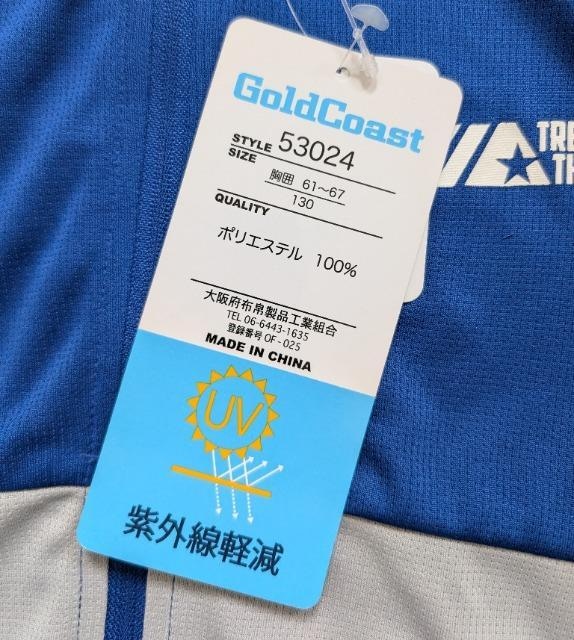 GoldCoast
STYLE 53024
SIZE
胸囲 61～67
130
QUALITY
ポリエステル 100%
大阪府布帛製品工業組合
TEL 06-6443-1635
登録番号 OF-025
MADE IN CHINA
UV
紫外線軽減